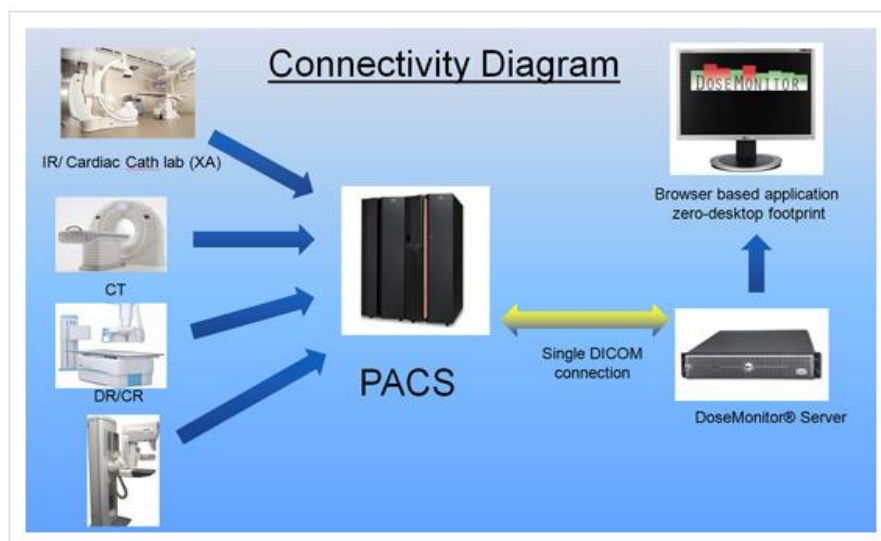 Connectivity Diagram
DOSEMONITOR
IR/ Cardiac Cath lab (XA)
Browser based application
zero-desktop footprint
CT
Single DICOM
connection
PACS
DR/CR
DoseMonitor® Server